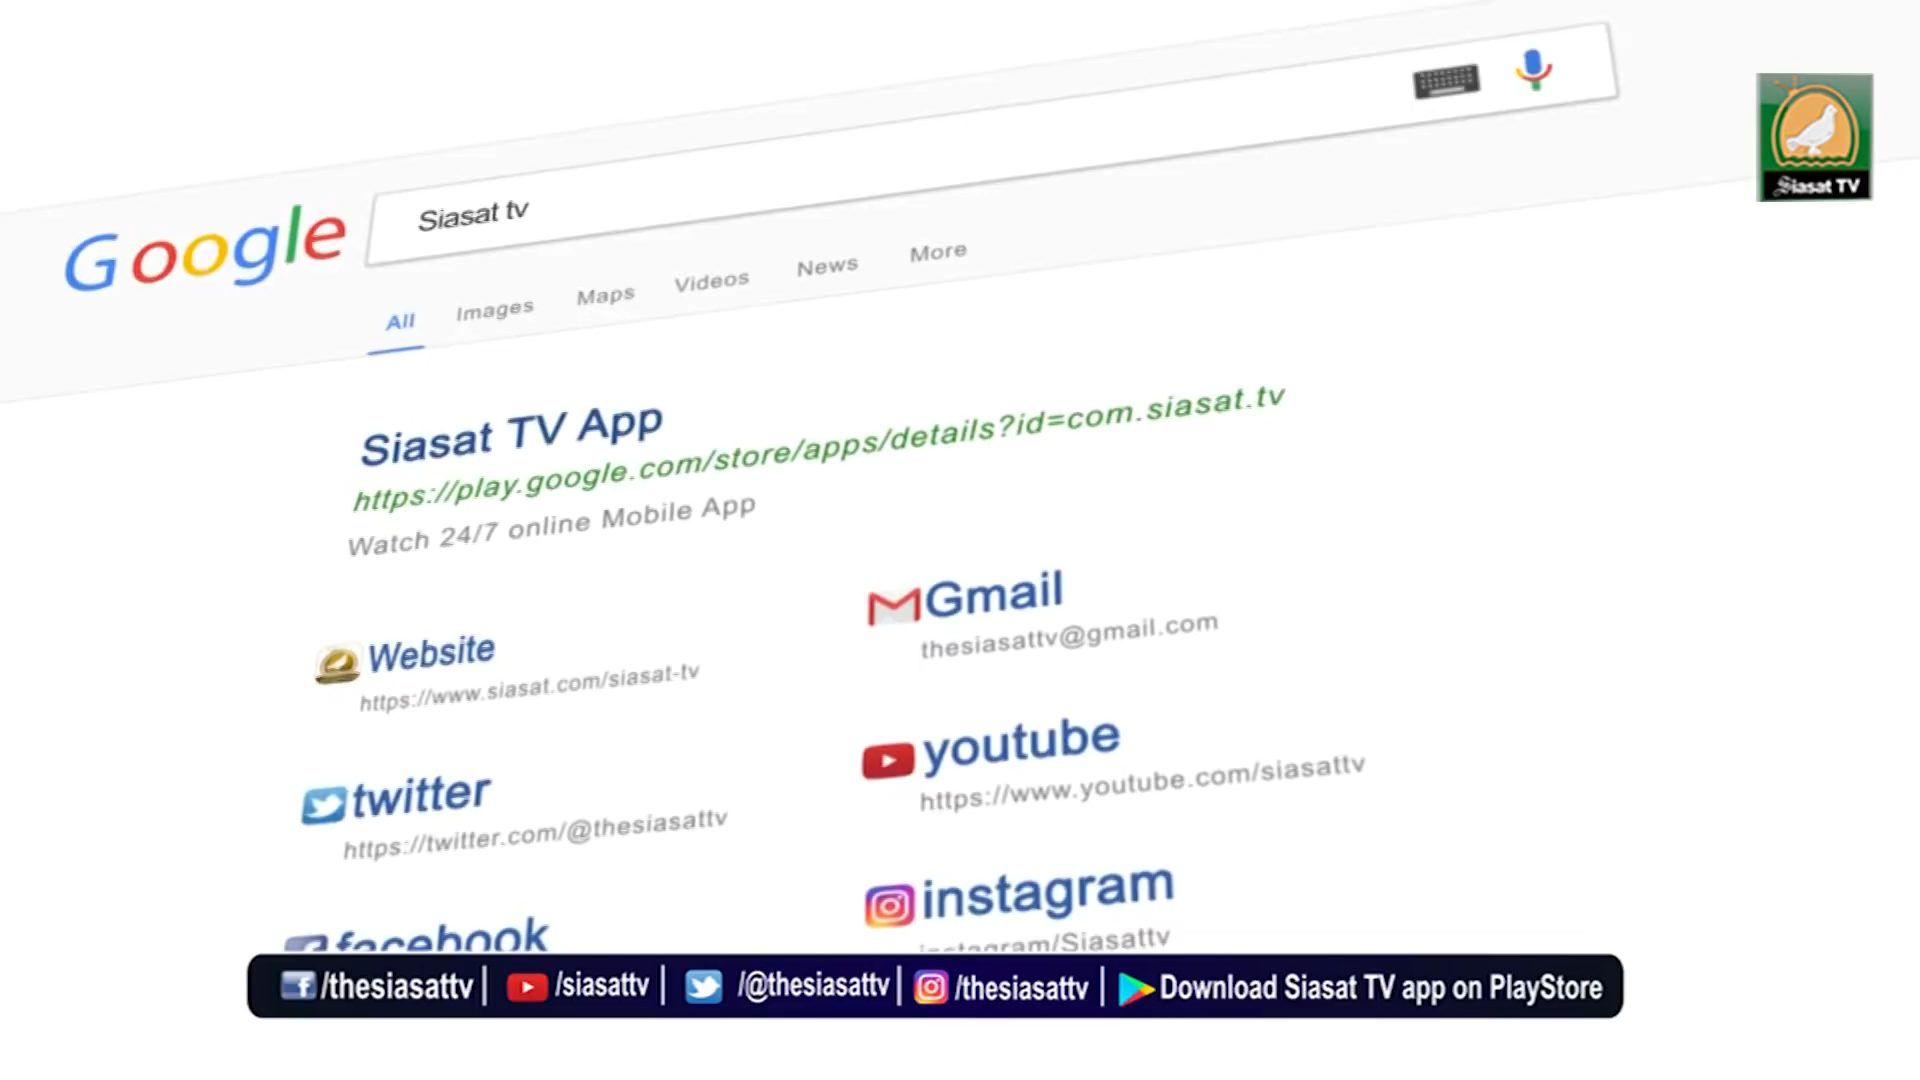 Google
Siasat tv
All Images Maps Videos News More
Siasat TV
Siasat TV App
https://play.google.com/store/apps/details?id=com.siasat.tv
Watch 24/7 online Mobile App
Website
https://www.siasat.com/siasat-tv
Gmail
thesiasattv@gmail.com
twitter
https://twitter.com/@thesiasattv
youtube
https://www.youtube.com/siasattv
facebook
instagram
instagram/Siasattv
/thesiasattv | /siasattv | /@thesiasattv | /thesiasattv | Download Siasat TV app on PlayStore